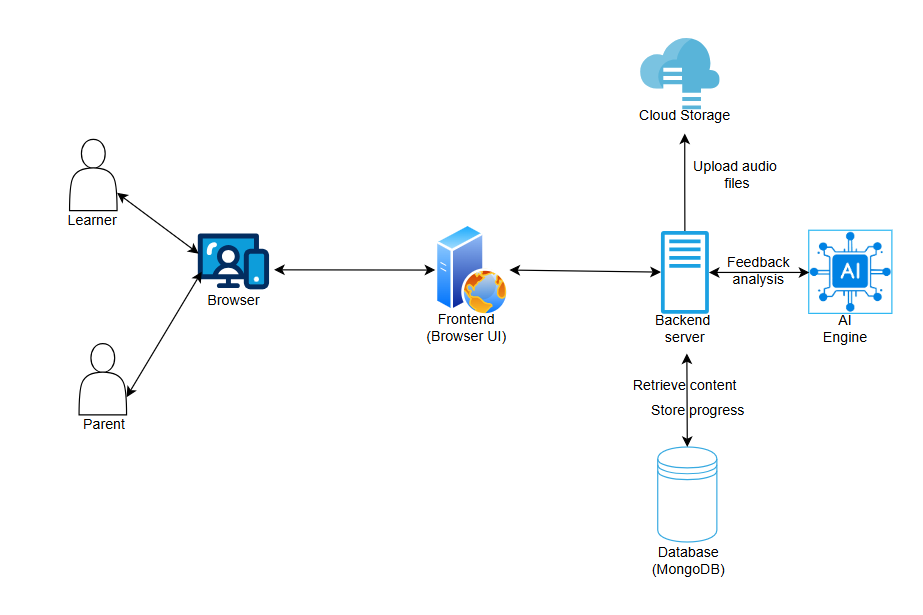 Cloud Storage
Upload audio
files
Learner
Browser
Frontend
(Browser UI)
Backend
server
Feedback
analysis
AI
AI
Engine
Retrieve content
Store progress
Parent
Database
(MongoDB)